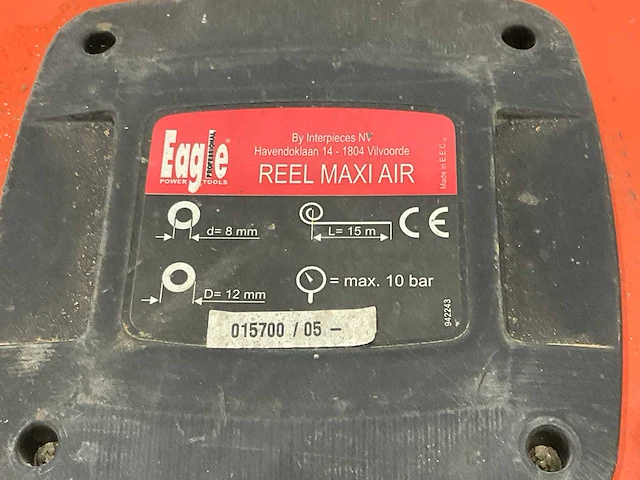 Eagle
PROFESSIONAL
POWER TOOLS
By Interpieces NV
Havendoklaan 14 - 1804 Vilvoorde
REEL MAXI AIR
Made in E.E.C.
d= 8 mm
L= 15 m
CE
D= 12 mm
= max. 10 bar
942243
015700 / 05 -